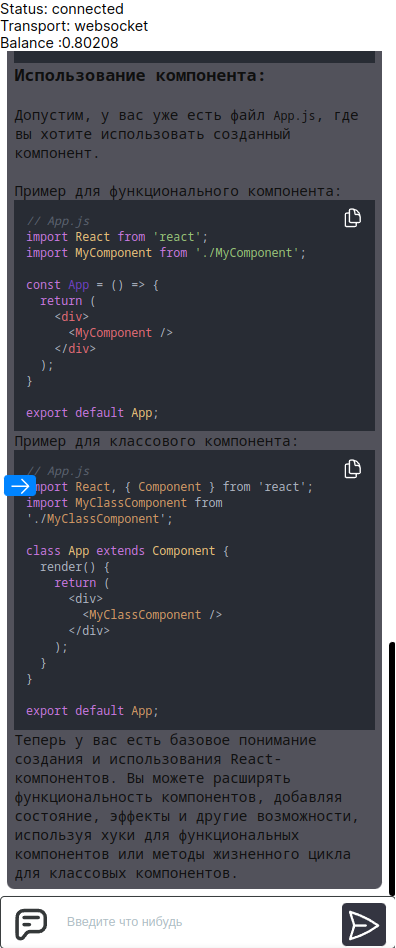 Status: connected
Transport: websocket
Balance :0.80208
Использование компонента:
Допустим, у вас уже есть файл App.js, где
вы хотите использовать созданный
компонент.
Пример для функционального компонента:
// App.js
import React from 'react';
import MyComponent from './MyComponent';
const App = () => {
return (
<div>
<MyComponent />
</div>
);
}
export default App;
Пример для классового компонента:
// App.js
mport React, { Component } from 'react';
import MyClassComponent from
'./MyClassComponent';
class App extends Component {
render() {
return (
<div>
<MyClassComponent />
</div>
);
}
}
export default App;
Теперь у вас есть базовое понимание
создания и использования React-
компонентов. Вы можете расширять
функциональность компонентов, добавляя
состояние, эффекты и другие возможности,
используя хуки для функциональных
компонентов или методы жизненного цикла
для классовых компонентов.
Введите что нибудь